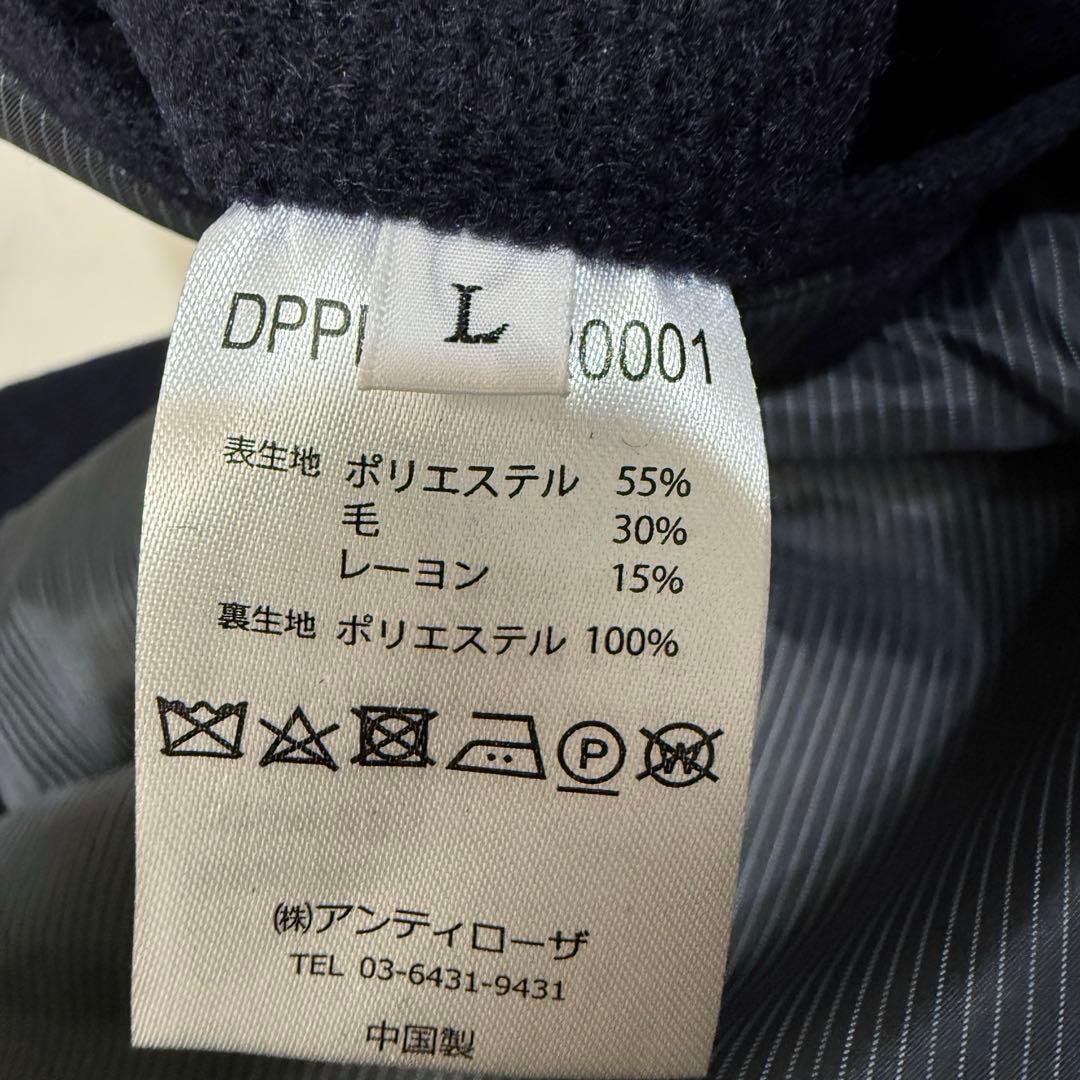 L
DPP 0001
表生地 ポリエステル 55%
毛 30%
レーヨン 15%
裏生地 ポリエステル 100%
P
W
㈱アンティローザ
TEL 03-6431-9431
中国製